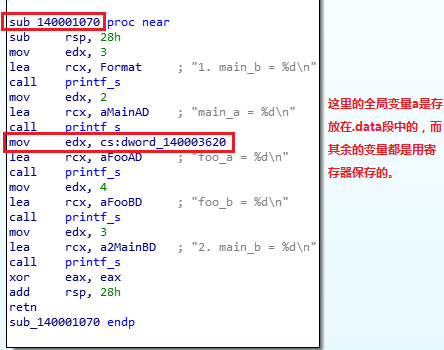 sub_140001070 proc near
sub     rsp, 28h
mov     edx, 3
lea     rcx, Format     ; "1. main_b = %d\n"
call    printf_s
mov     edx, 2
lea     rcx, aMainAD    ; "main_a = %d\n"
call    printf_s
mov     edx, cs:dword_140003620
lea     rcx, aFooAD     ; "foo_a = %d\n"
call    printf_s
mov     edx, 4
lea     rcx, aFooBD     ; "foo_b = %d\n"
call    printf_s
mov     edx, 3
lea     rcx, a2MainBD   ; "2. main_b = %d\n"
call    printf_s
xor     eax, eax
add     rsp, 28h
retn
sub_140001070 endp
这里的全局变量a是存
放在.data段中的，而
其余的变量都是用寄
存器保存的。